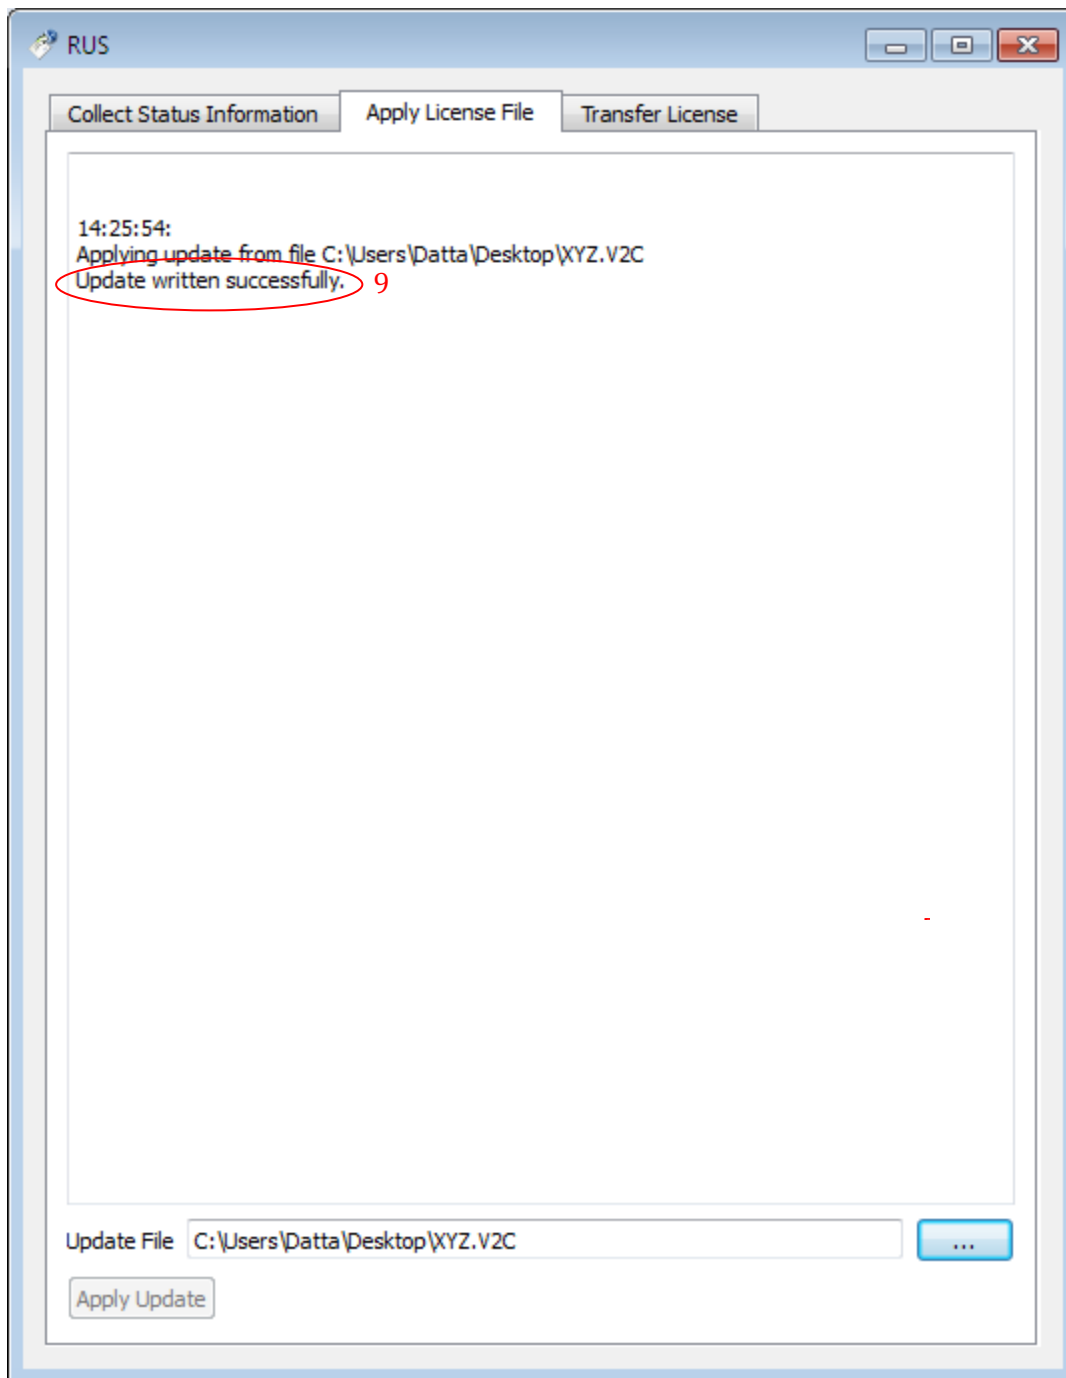 RUS
Collect Status Information Apply License File Transfer License
14:25:54:
Applying update from file C:\Users\Datta\Desktop\XYZ.V2C
Update written successfully. 9
Update File C:\Users\Datta\Desktop\XYZ.V2C ...
Apply Update